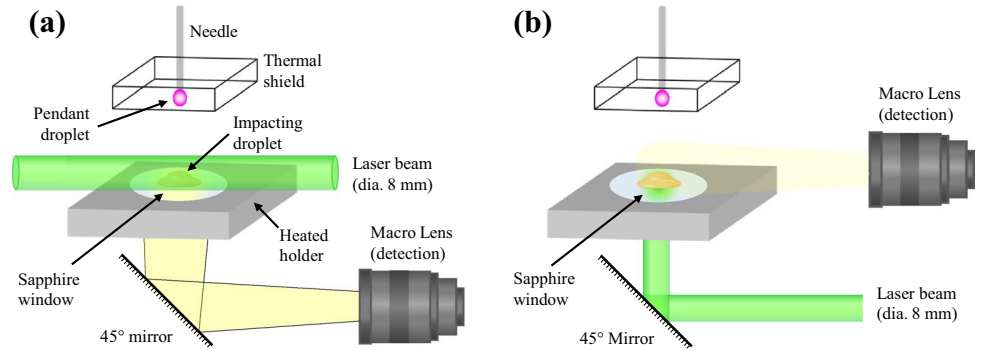 (a)
Needle
Thermal
shield
Pendant
droplet
Impacting
droplet
Laser beam
(dia. 8 mm)
Heated
holder
Macro Lens
(detection)
Sapphire
window
45° mirror
(b)
Macro Lens
(detection)
Sapphire
window
Laser beam
(dia. 8 mm)
45° Mirror